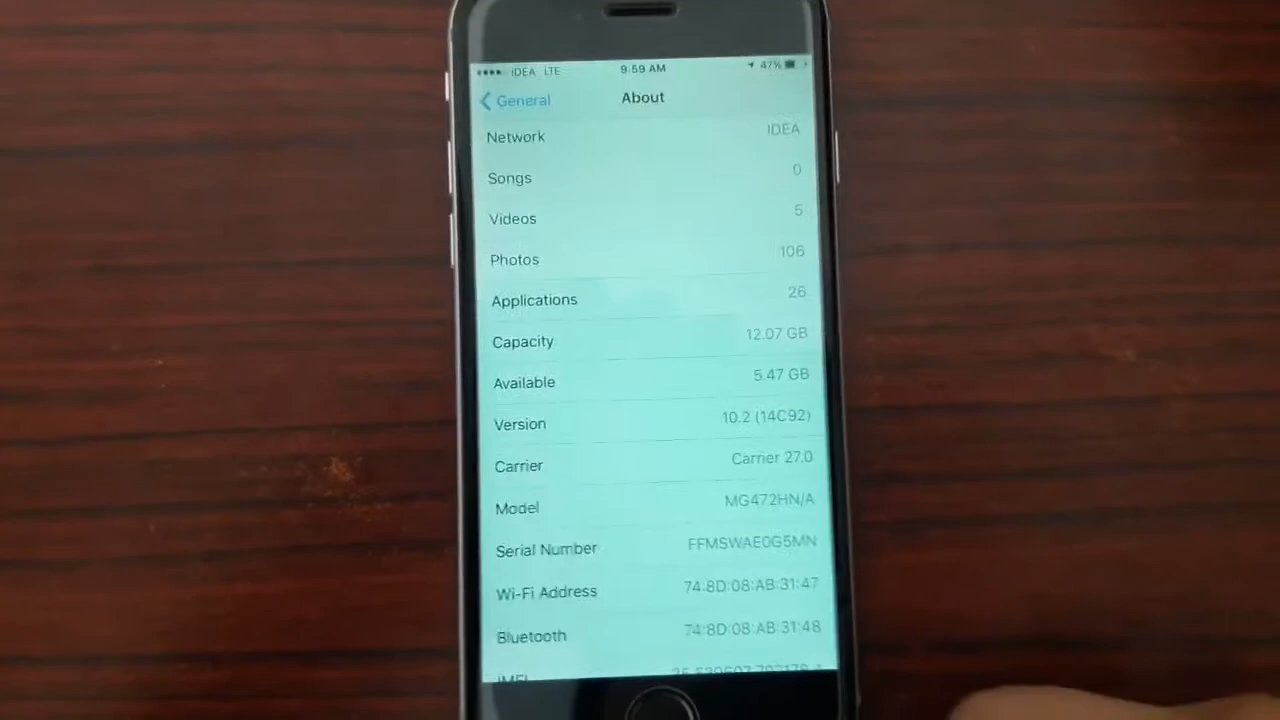 IDEA LTE 9:59 AM 47%
General About
Network IDEA
Songs 0
Videos 5
Photos 106
Applications 26
Capacity 12.07 GB
Available 5.47 GB
Version 10.2 (14C92)
Carrier Carrier 27.0
Model MG472HN/A
Serial Number FFMSWAE0G5MN
Wi-Fi Address 74:8D:08:AB:31:47
Bluetooth 74:8D:08:AB:31:48
IMEI